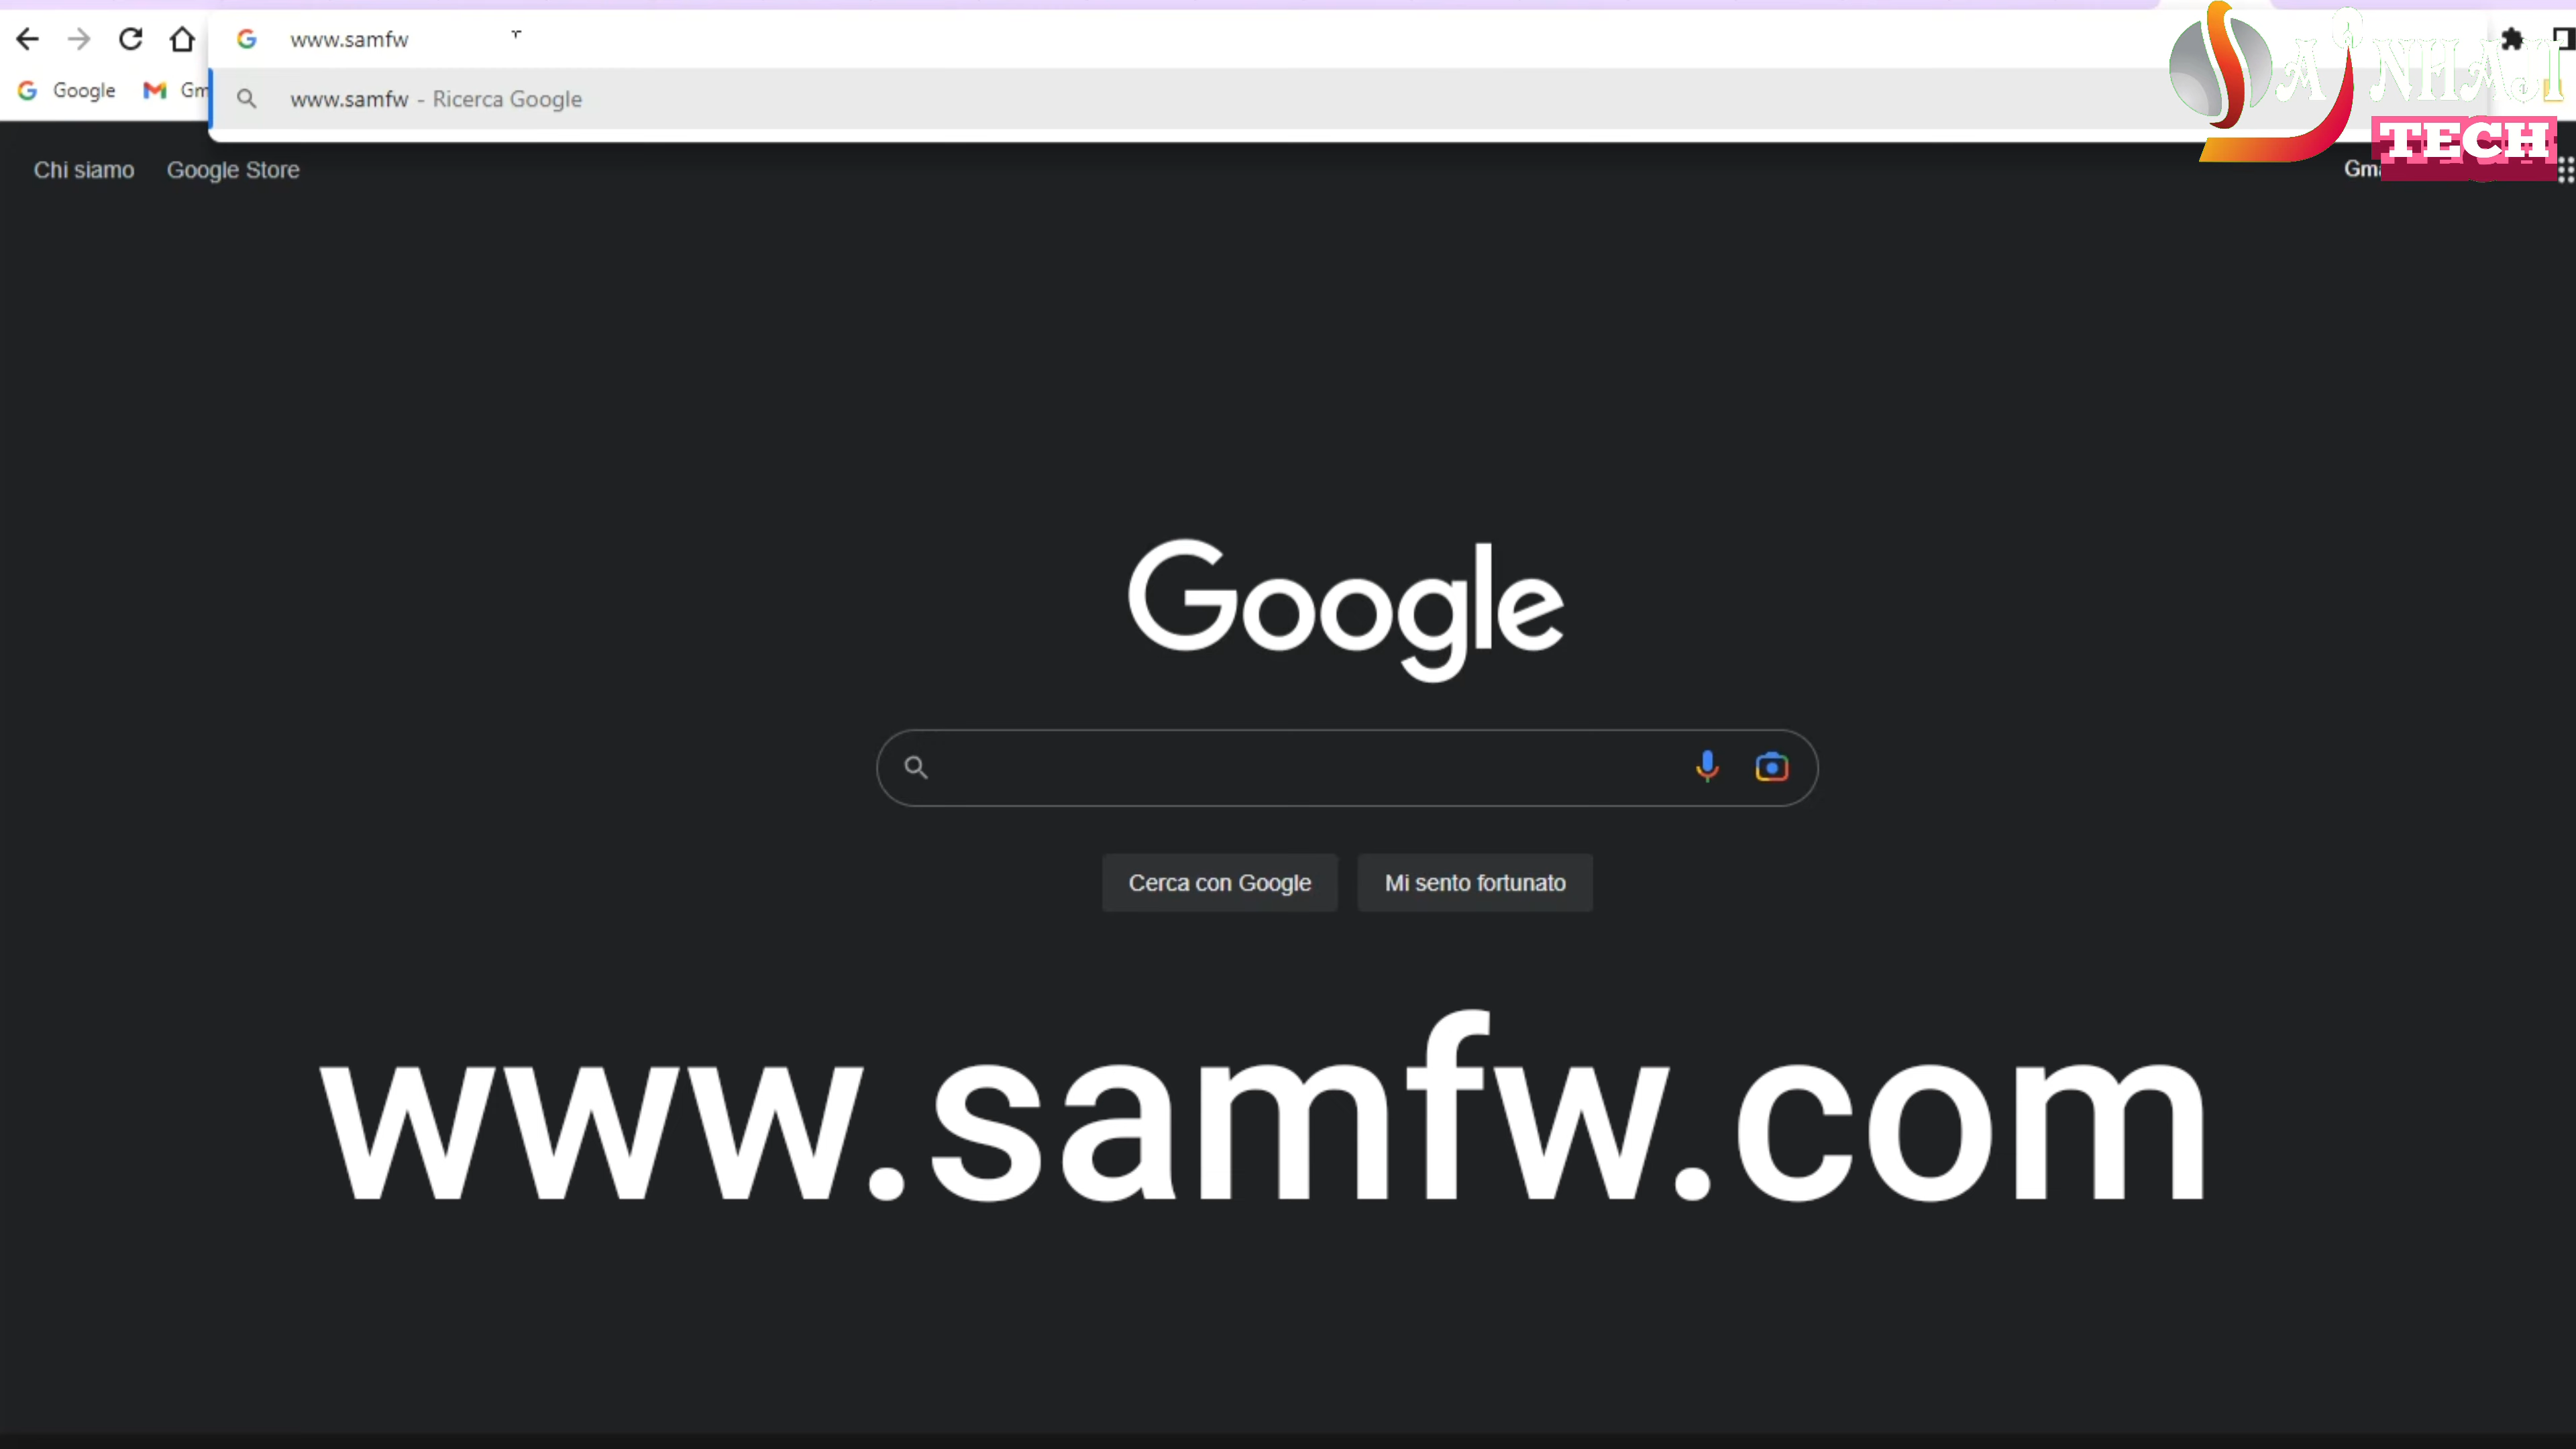 www.samfw
Google Gm
www.samfw - Ricerca Google
Chi siamo Google Store
TECH
Google
Cerca con Google Mi sento fortunato
www.samfw.com